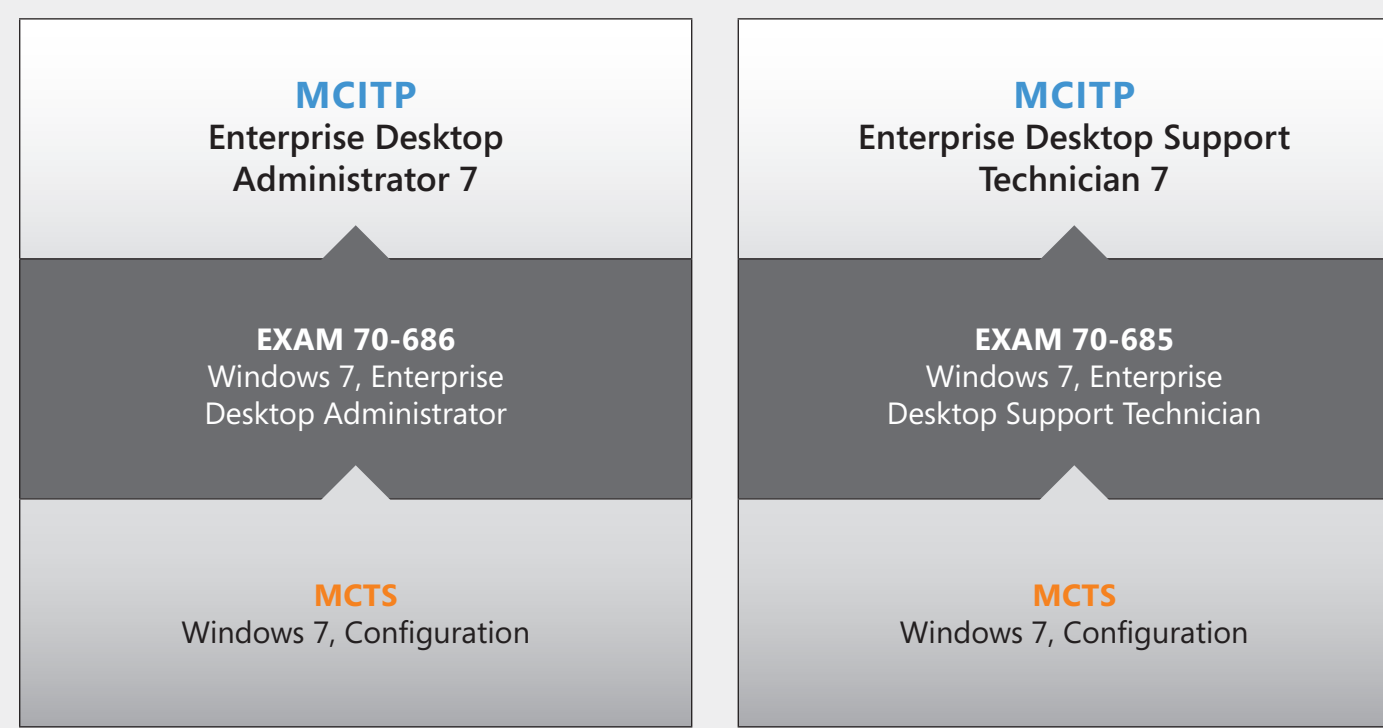 MCITP
Enterprise Desktop
Administrator 7
EXAM 70-686
Windows 7, Enterprise
Desktop Administrator
MCTS
Windows 7, Configuration
MCITP
Enterprise Desktop Support
Technician 7
EXAM 70-685
Windows 7, Enterprise
Desktop Support Technician
MCTS
Windows 7, Configuration